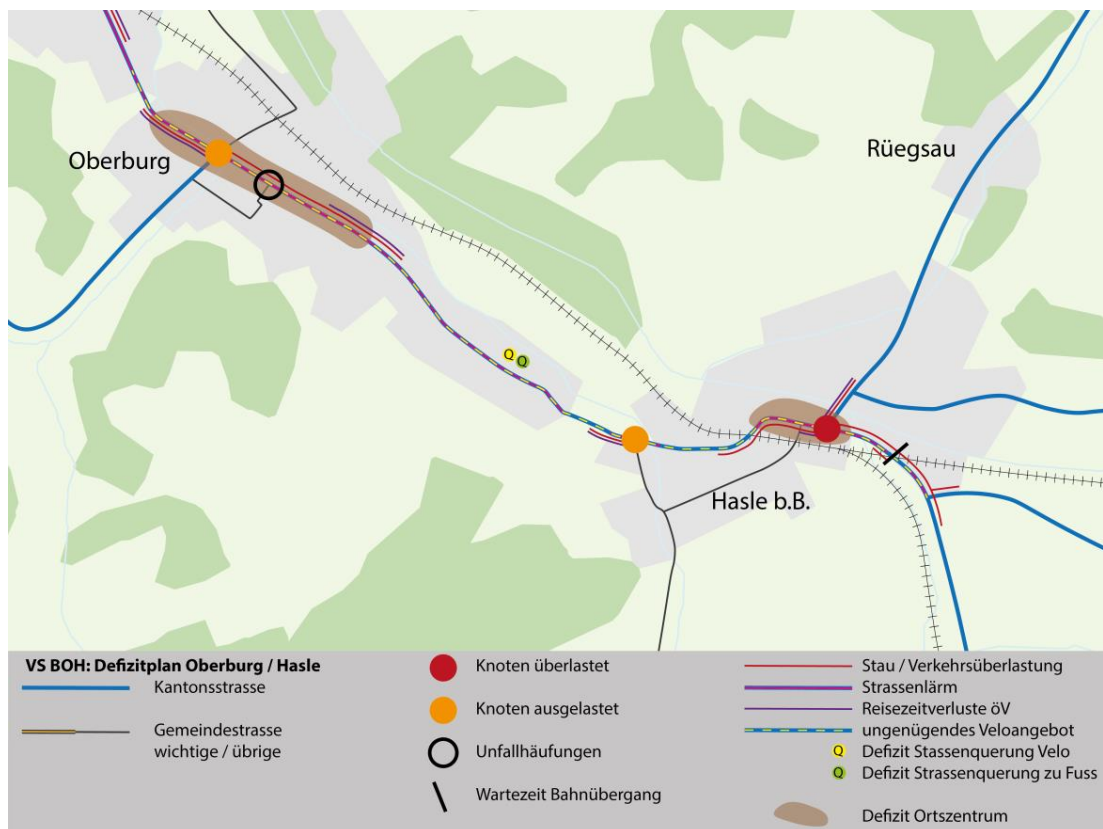 Oberburg
Rüegsau
Q
Q
Hasle b.B.
VS BOH: Defizitplan Oberburg / Hasle
Kantonsstrasse
Gemeindestrasse
wichtige / übrige
Knoten überlastet
Knoten ausgelastet
Unfallhäufungen
Wartezeit Bahnübergang
Stau / Verkehrsüberlastung
Strassenlärm
Reisezeitverluste öV
ungenügendes Veloangebot
Q Defizit Stassenquerung Velo
Q Defizit Strassenquerung zu Fuss
Defizit Ortszentrum